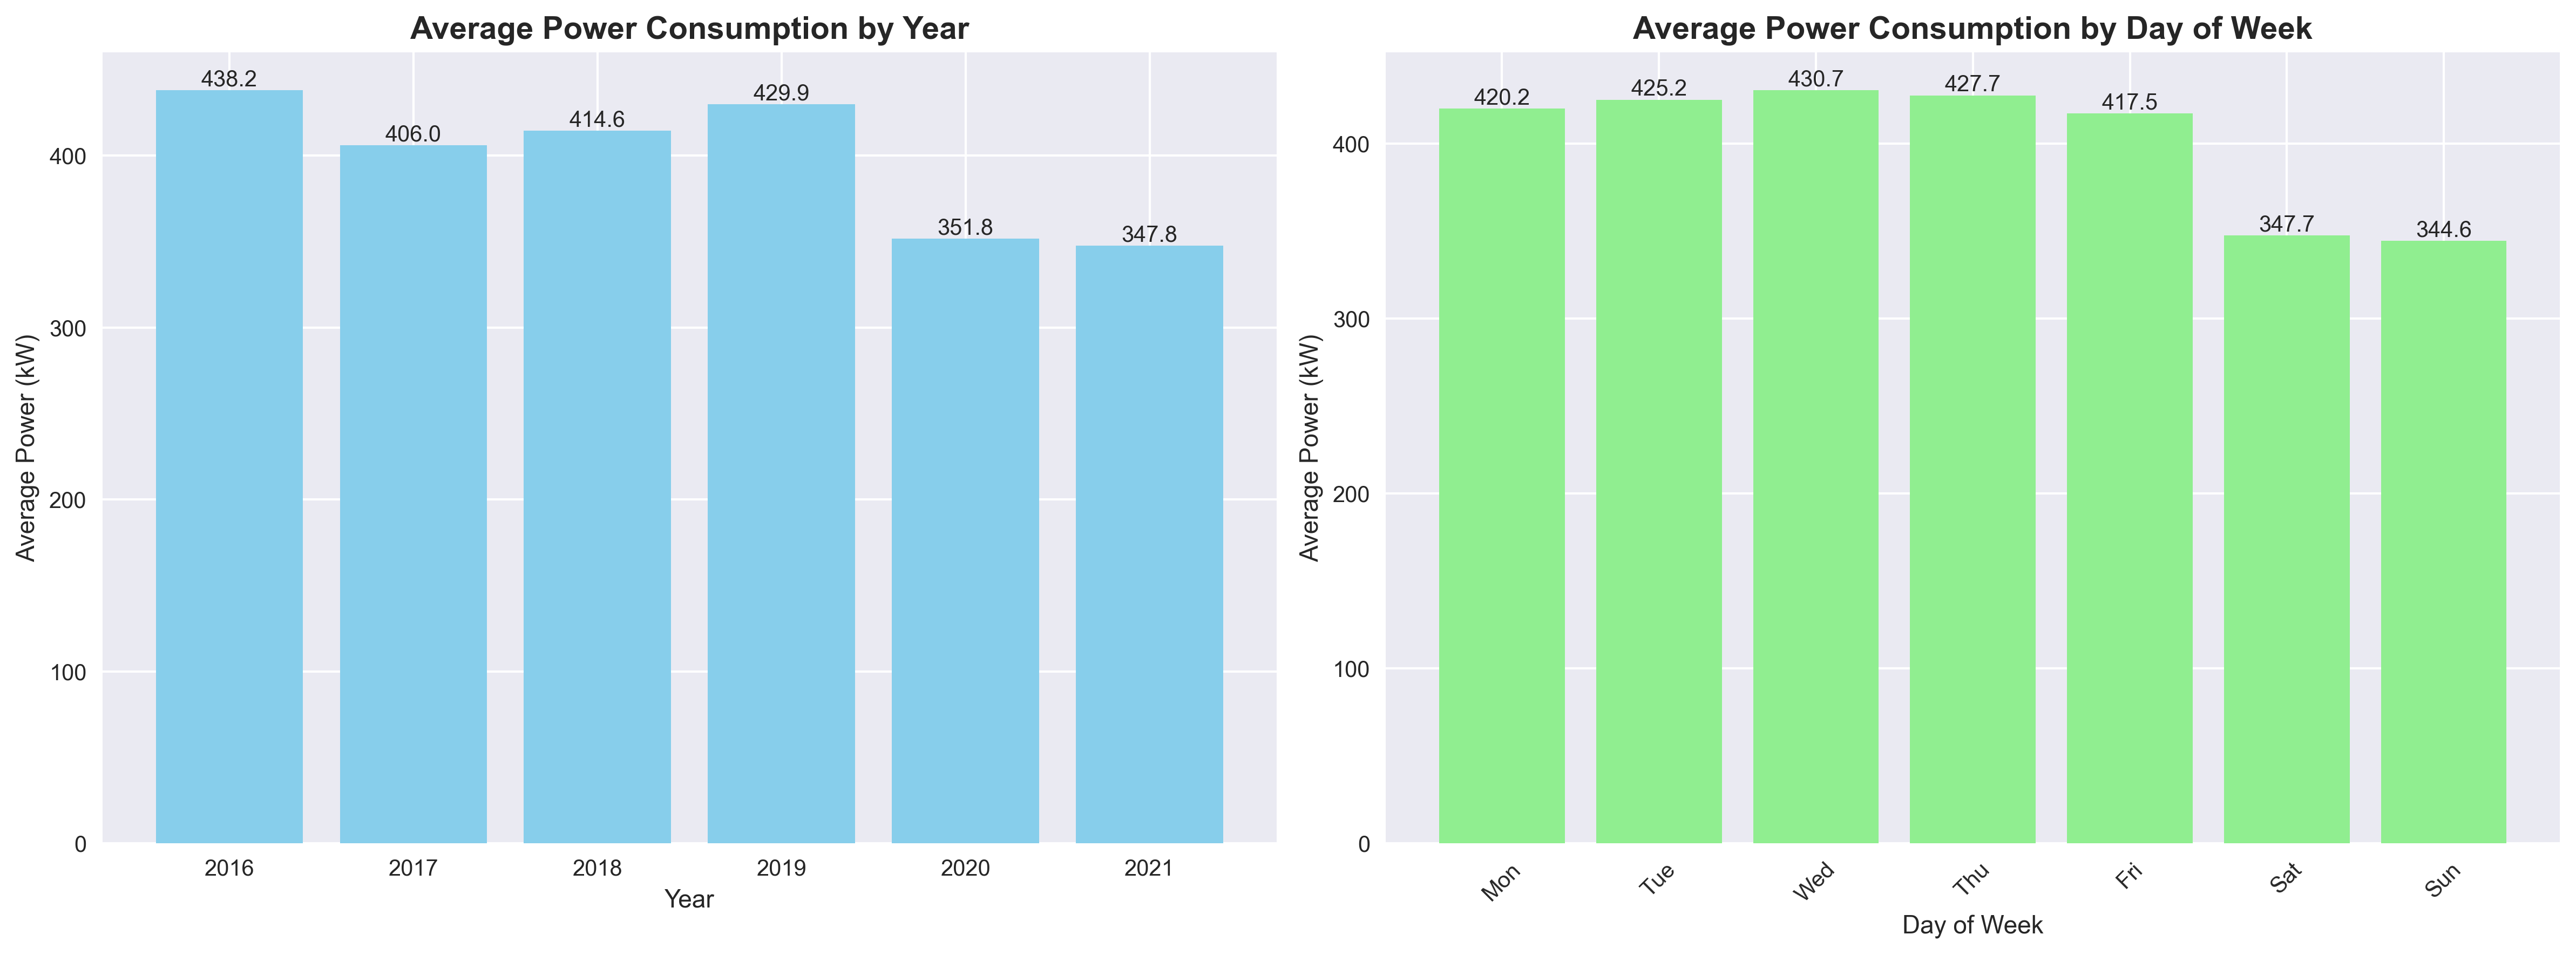 Average Power Consumption by Year
Average Power (kW)
400
300
200
100
0
438.2
406.0
414.6
429.9
351.8
347.8
2016 2017 2018 2019 2020 2021
Year
Average Power Consumption by Day of Week
Average Power (kW)
400
300
200
100
0
420.2
425.2
430.7
427.7
417.5
347.7
344.6
Mon Tue Wed Thu Fri Sat Sun
Day of Week